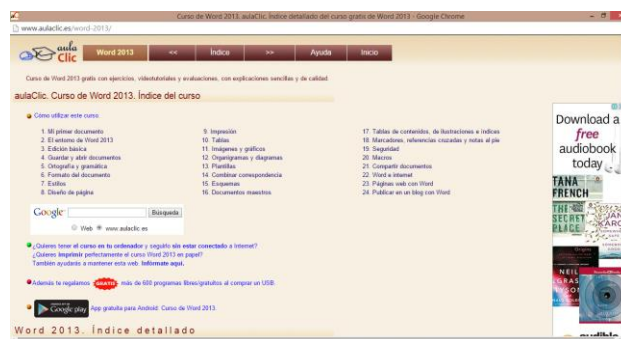 Curso de Word 2013. aulaClic. Índice detallado del curso gratis de Word 2013 - Google Chrome
www.aulaclic.es/word-2013/
aula
Clic
Word 2013
<<
Índice
>>
Ayuda
Inicio
Curso de Word 2013 gratis con ejercicios, videotutoriales y evaluaciones, con explicaciones sencillas y de calidad.
aulaClic. Curso de Word 2013. Índice del curso
Cómo utilizar este curso.
1. Mi primer documento
2. El entorno de Word 2013
3. Edición básica
4. Guardar y abrir documentos
5. Ortografía y gramática
6. Formato del documento
7. Estilos
8. Diseño de página
9. Impresión
10. Tablas
11. Imágenes y gráficos
12. Organigramas y diagramas
13. Plantillas
14. Combinar correspondencia
15. Esquemas
16. Documentos maestros
17. Tablas de contenidos, de ilustraciones e índices
18. Marcadores, referencias cruzadas y notas al pie
19. Seguridad
20. Macros
21. Compartir documentos
22. Word e internet
23. Páginas web con Word
24. Publicar en un blog con Word
Google
Búsqueda
Web www.aulaclic.es
¿Quieres tener el curso en tu ordenador y seguirlo sin estar conectado a Internet?
¿Quieres imprimir perfectamente el curso Word 2013 en papel?
También ayudarás a mantener esta web. Infórmate aquí.
Además te regalamos GRATIS más de 600 programas libres/gratuitos al comprar un USB.
Google play App gratuita para Android: Curso de Word 2013.
Word 2013. Índice detallado
Download a
free
audiobook
today
TANA
FRENCH
THE
SECRET
PLACE
NEIL
audible